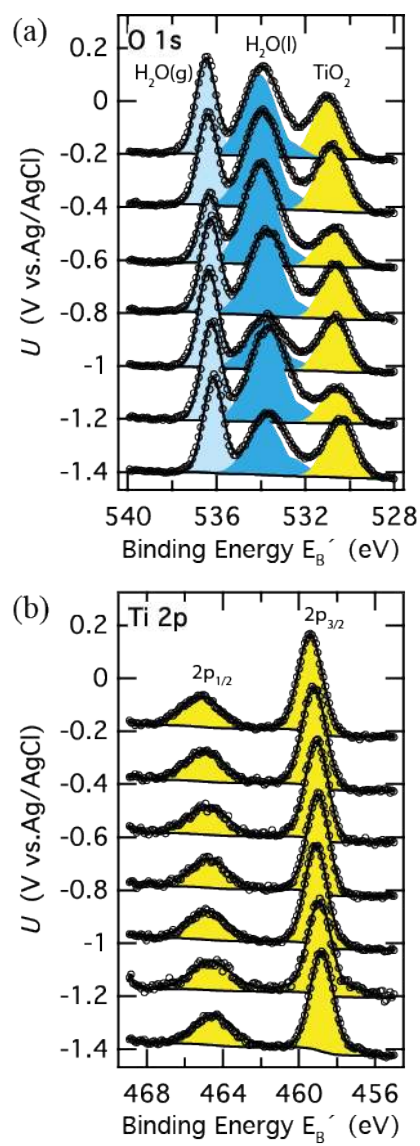 (a)
O 1s
H₂O(g)
H₂O(l)
TiO₂
0.2
0
-0.2
-0.4
-0.6
-0.8
-1
-1.2
-1.4
U (V vs.Ag/AgCl)
540 536 532 528
Binding Energy E_B´ (eV)
(b)
Ti 2p
2p₁/₂
2p₃/₂
0.2
0
-0.2
-0.4
-0.6
-0.8
-1
-1.2
-1.4
U (V vs.Ag/AgCl)
468 464 460 456
Binding Energy E_B´ (eV)